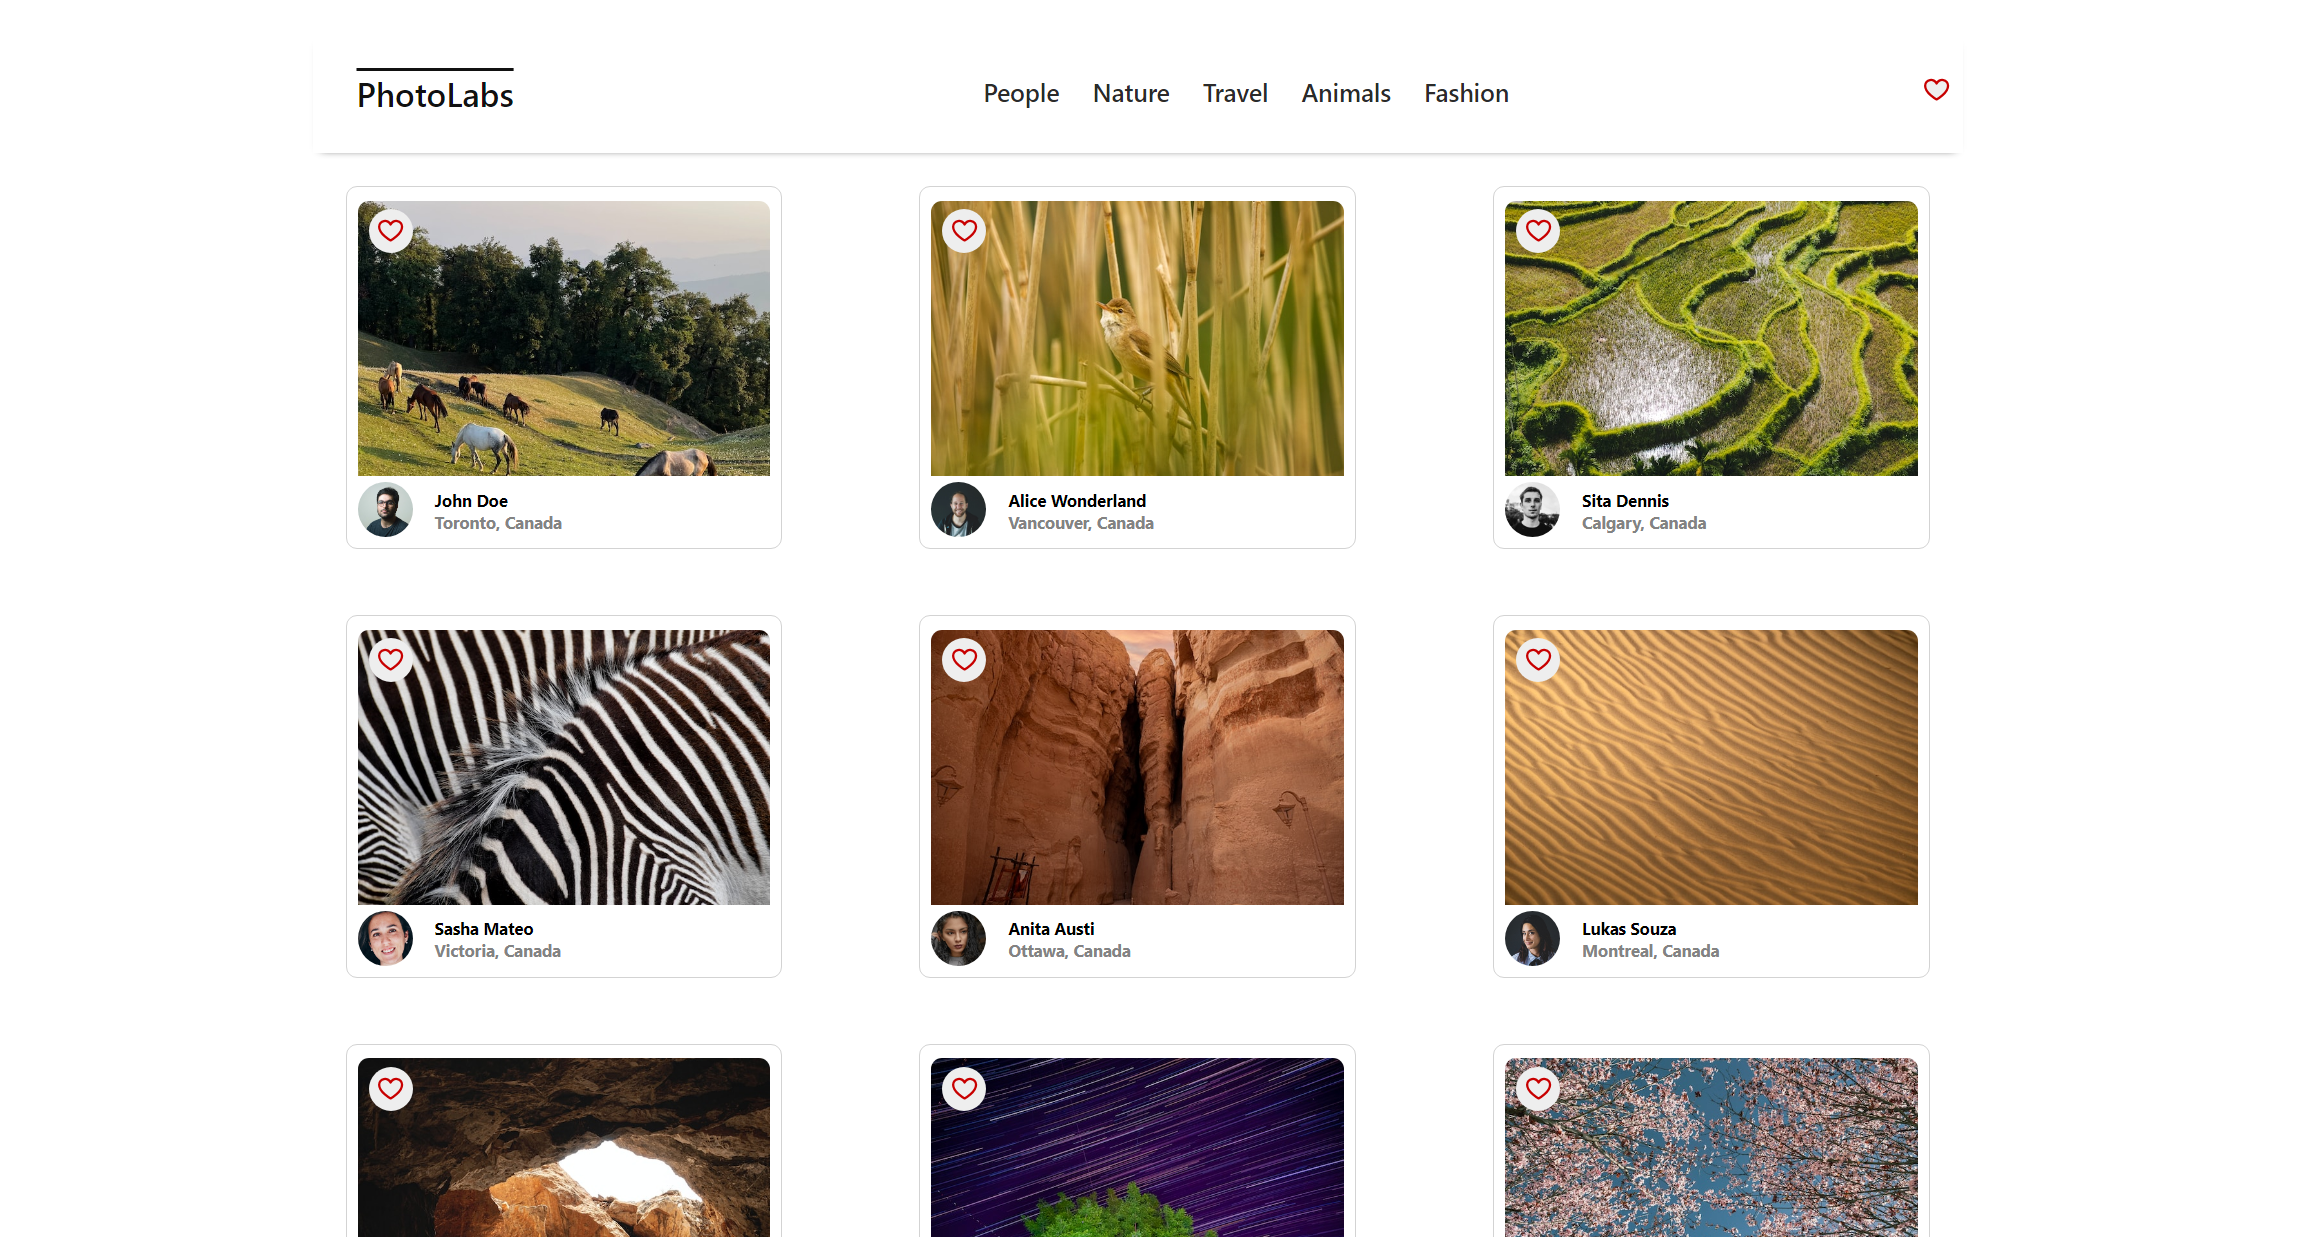 PhotoLabs
People Nature Travel Animals Fashion
John Doe
Toronto, Canada
Alice Wonderland
Vancouver, Canada
Sita Dennis
Calgary, Canada
Sasha Mateo
Victoria, Canada
Anita Austi
Ottawa, Canada
Lukas Souza
Montreal, Canada